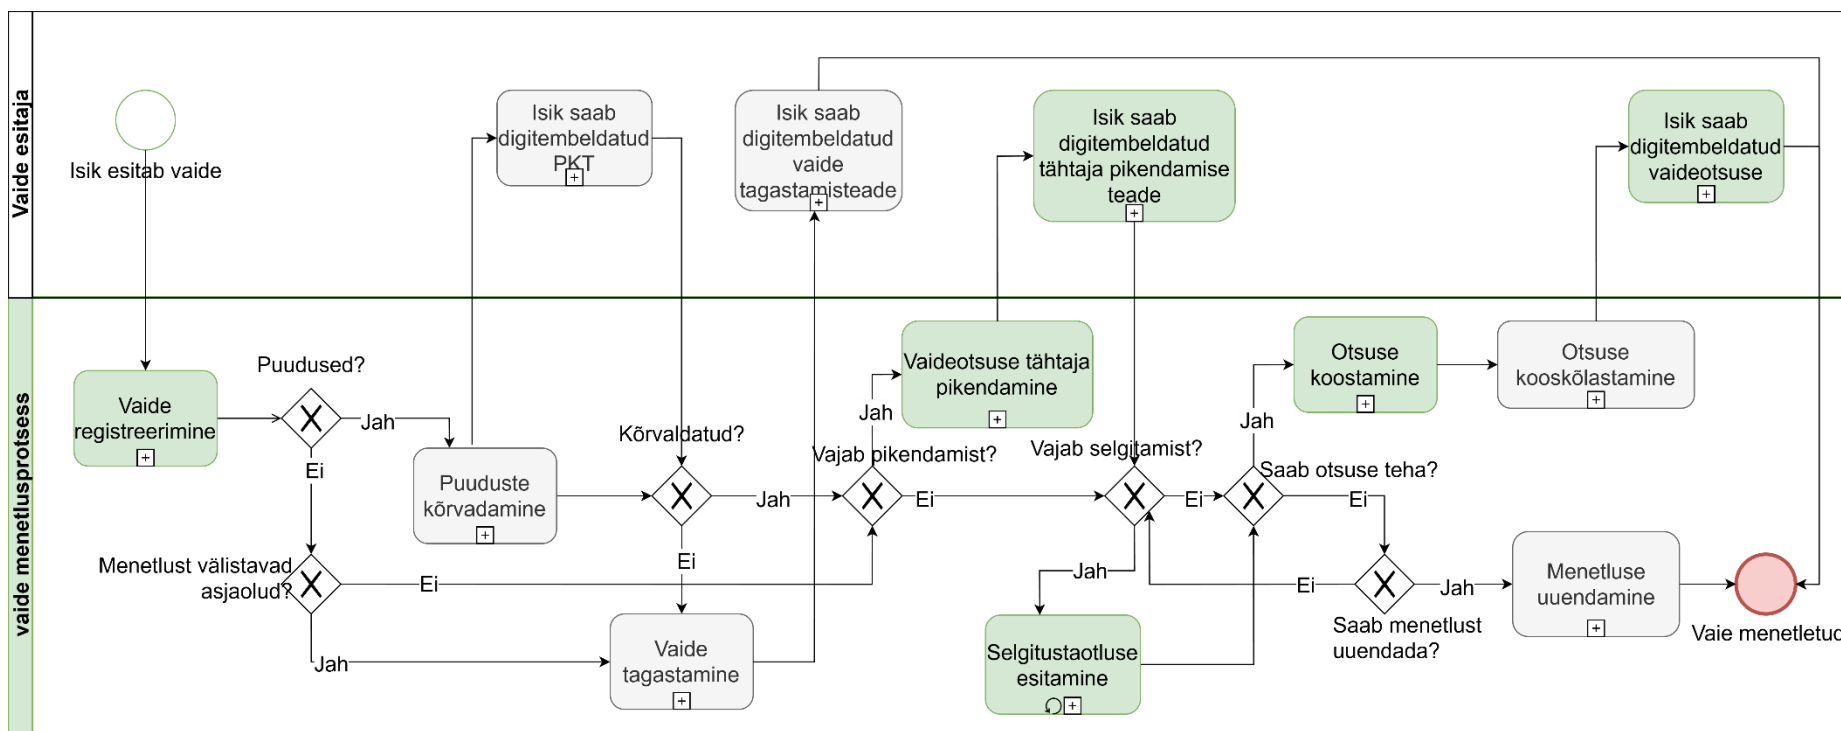 Vaide esitaja
Isik esitab vaide
Isik saab
digitembeldatud
PKT
Isik saab
digitembeldatud
vaide
tagastamisteade
Isik saab
digitembeldatud
tähtaja pikendamise
teade
Isik saab
digitembeldatud
vaideotsuse
vaide menetlusprotsess
Vaide
registreerimine
Puudused?
Jah
Ei
Puuduste
kõrvadamine
Menetlust välistavad
asjaolud?
Ei
Jah
Kõrvaldatud?
Jah
Ei
Vaide
tagastamine
Vajab pikendamist?
Jah
Ei
Vaideotsuse tähtaja
pikendamine
Vajab selgitamist?
Ei
Jah
Selgitustaotluse
esitamine
Saab otsuse teha?
Jah
Ei
Otsuse
koostamine
Otsuse
kooskõlastamine
Saab menetlust
uuendada?
Ei
Jah
Menetluse
uuendamine
Vaie menetletud